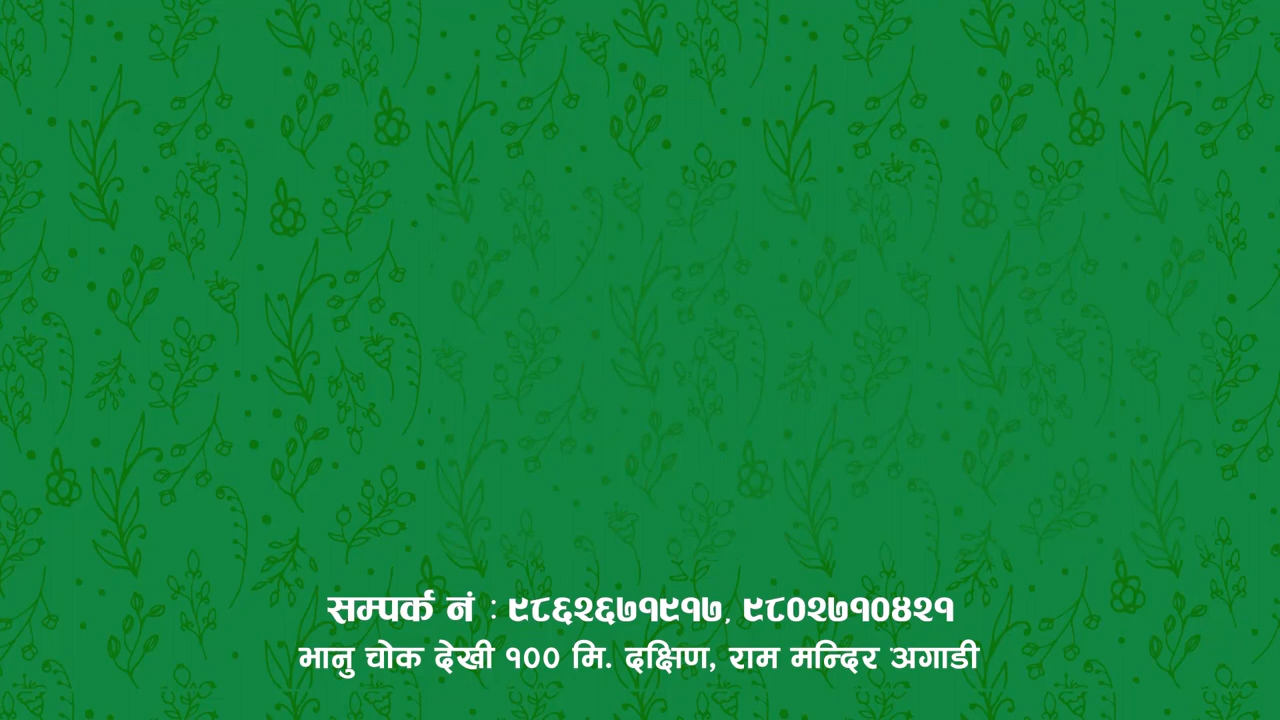 सम्पर्क नं : ९८६२६७१९१७, ९८०२७१०४२१
भानु चोक देखी १०० मि. दक्षिण, राम मन्दिर अगाडी